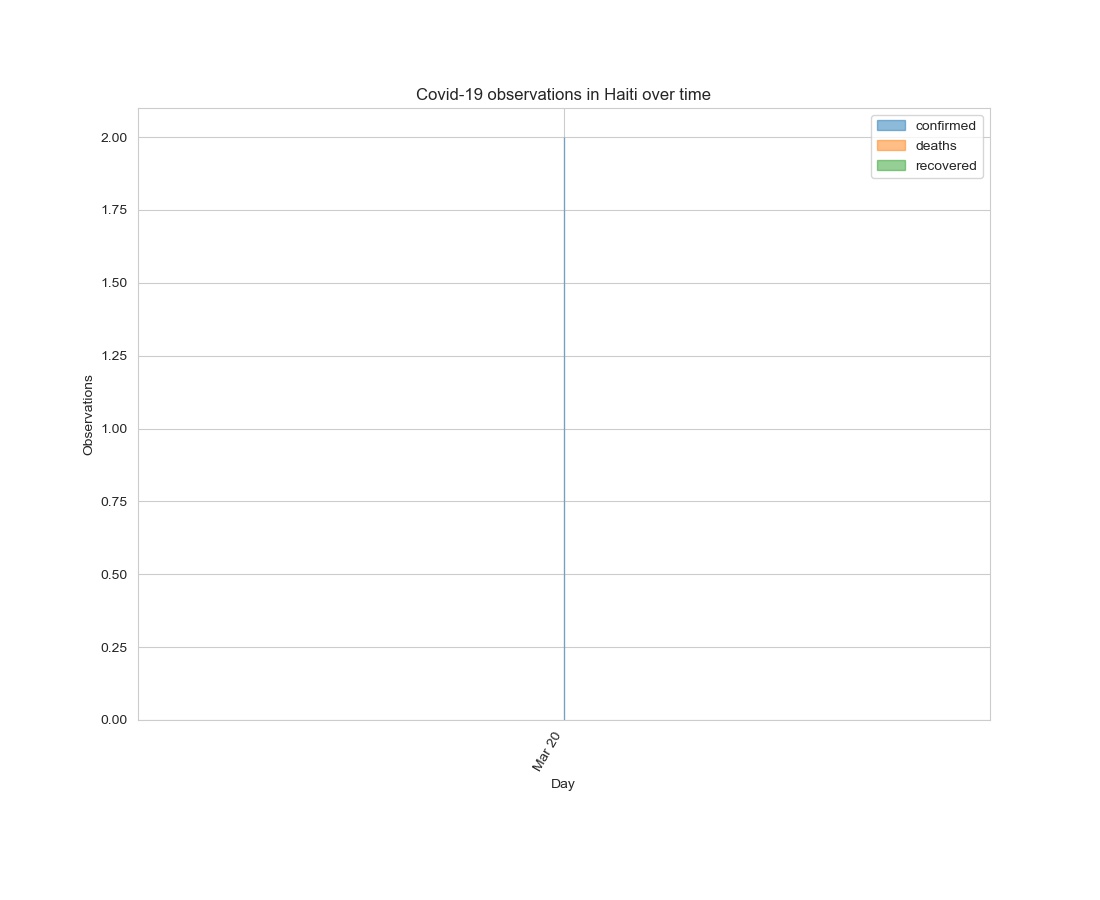 Covid-19 observations in Haiti over time
confirmed
deaths
recovered
2.00
1.75
1.50
1.25
1.00
0.75
0.50
0.25
0.00
Observations
Mar 20
Day